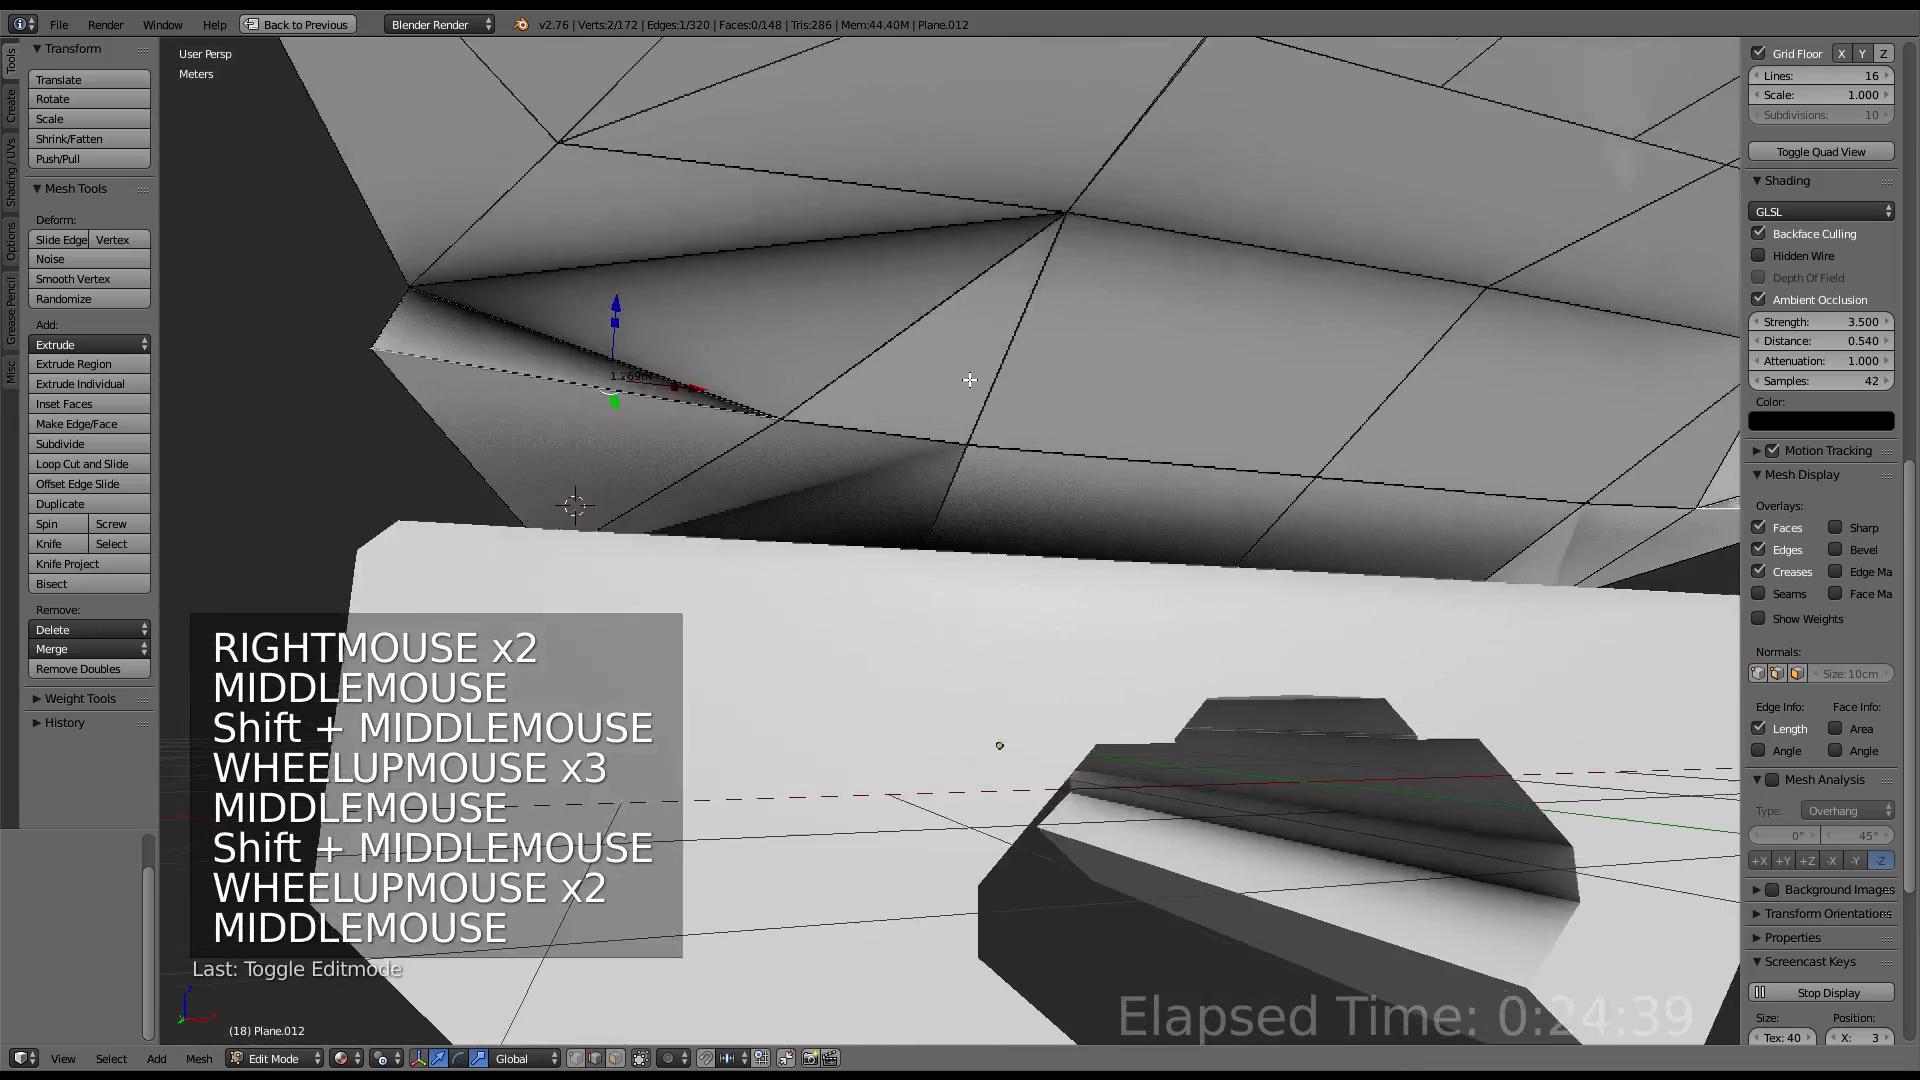 File Render Window Help Back to Previous Blender Render v2.76 | Verts:2/172 | Edges:1/320 | Faces:0/148 | Tris:286 | Mem:44.40M | Plane.012
Tools
Create
Shading / UVs
Options
Grease Pencil
Misc
Transform
Translate
Rotate
Scale
Shrink/Fatten
Push/Pull
Mesh Tools
Deform:
Slide Edge Vertex
Noise
Smooth Vertex
Randomize
Add:
Extrude
Extrude Region
Extrude Individual
Inset Faces
Make Edge/Face
Subdivide
Loop Cut and Slide
Offset Edge Slide
Duplicate
Spin Screw
Knife Select
Knife Project
Bisect
Remove:
Delete
Merge
Remove Doubles
Weight Tools
History
User Persp
Meters
RIGHTMOUSE x2
MIDDLEMOUSE
Shift + MIDDLEMOUSE
WHEELUPMOUSE x3
MIDDLEMOUSE
Shift + MIDDLEMOUSE
WHEELUPMOUSE x2
MIDDLEMOUSE
Last: Toggle Editmode
(18) Plane.012
Elapsed Time: 0:24:39
Grid Floor X Y Z
Lines: 16
Scale: 1.000
Subdivisions: 10
Toggle Quad View
Shading
GLSL
Backface Culling
Hidden Wire
Depth Of Field
Ambient Occlusion
Strength: 3.500
Distance: 0.540
Attenuation: 1.000
Samples: 42
Color:
Motion Tracking
Mesh Display
Overlays:
Faces Sharp
Edges Bevel
Creases Edge Ma
Seams Face Ma
Show Weights
Normals:
Size: 10cm
Edge Info: Face Info:
Length Area
Angle Angle
Mesh Analysis
Type: Overhang
0° 45°
+X +Y +Z -X -Y -Z
Background Images
Transform Orientations
Properties
Screencast Keys
Stop Display
Size: Position:
Tex: 40 X: 3
View Select Add Mesh Edit Mode Global